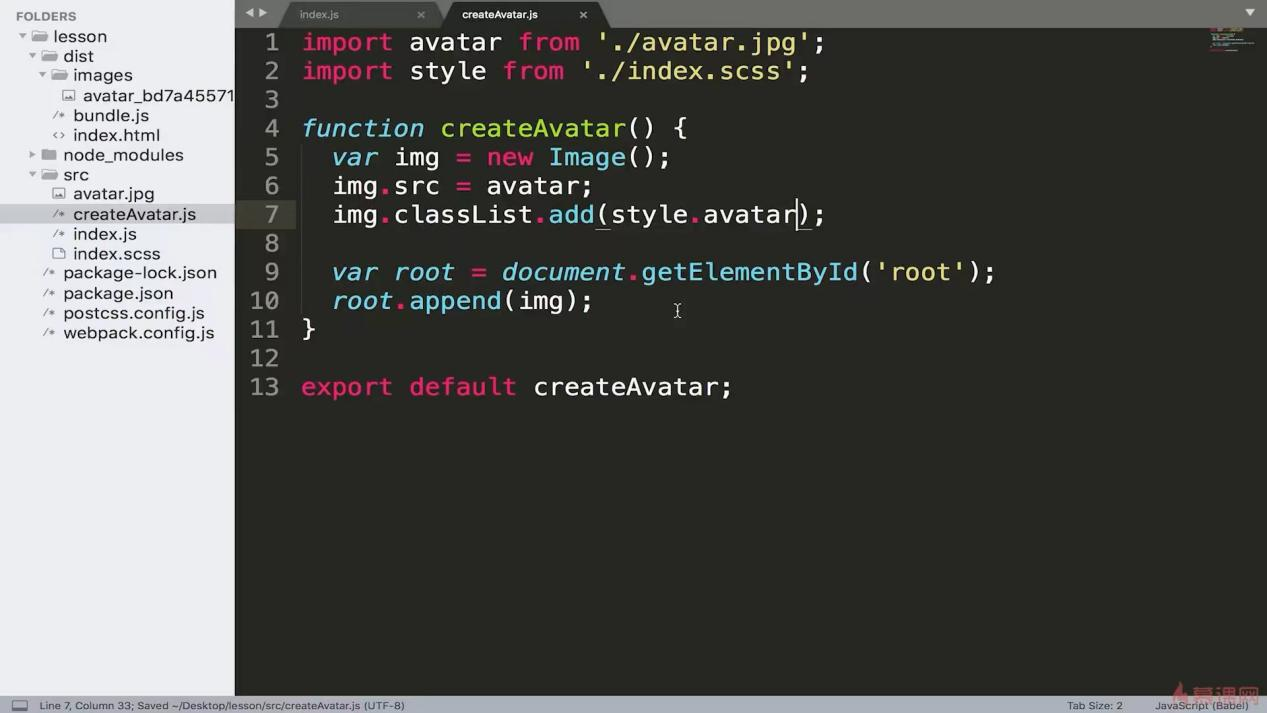 FOLDERS
lesson
dist
images
avatar_bd7a45571
bundle.js
index.html
node_modules
src
avatar.jpg
createAvatar.js
index.js
index.scss
package-lock.json
package.json
postcss.config.js
webpack.config.js
index.js
createAvatar.js
1 import avatar from './avatar.jpg';
2 import style from './index.scss';
3
4 function createAvatar() {
5   var img = new Image();
6   img.src = avatar;
7   img.classList.add(style.avatar);
8
9   var root = document.getElementById('root');
10   root.append(img);
11 }
12
13 export default createAvatar;
Line 7, Column 33; Saved ~/Desktop/lesson/src/createAvatar.js (UTF-8)
Tab Size: 2
JavaScript (Babel)
慕课网